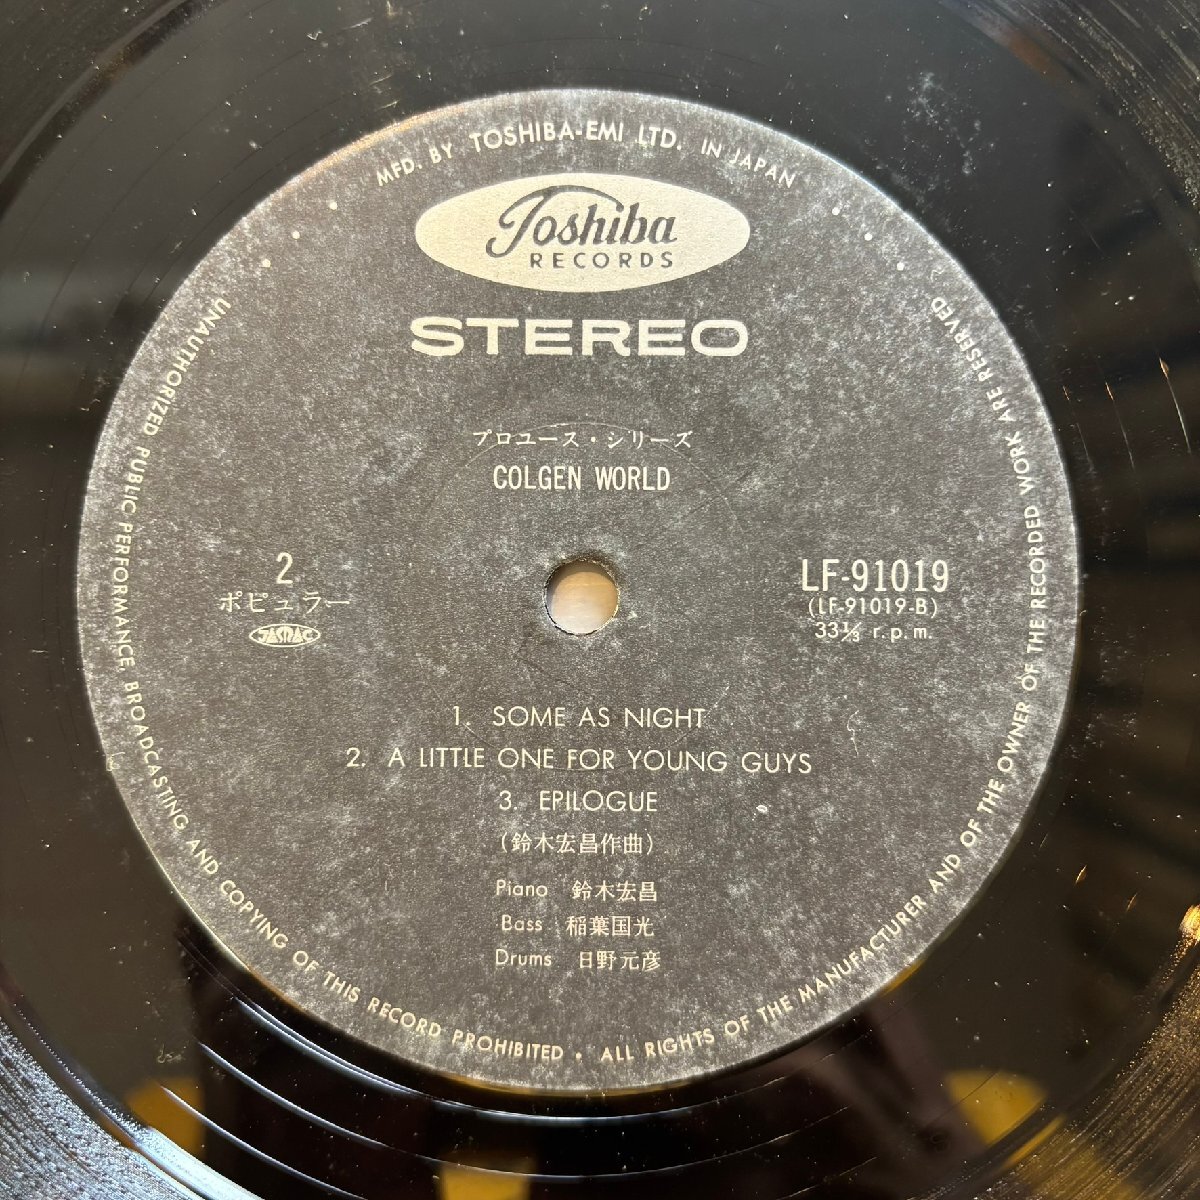 MFD. BY TOSHIBA-EMI LTD. IN JAPAN
Toshiba
RECORDS
STEREO
プロユース・シリーズ
COLGEN WORLD
2
ポピュラー
JASRAC
LF-91019
(LF-91019-B)
33⅓ r.p.m.
1. SOME AS NIGHT
2. A LITTLE ONE FOR YOUNG GUYS
3. EPILOGUE
(鈴木宏昌作曲)
Piano 鈴木宏昌
Bass 稲葉国光
Drums 日野元彦
UNAUTHORIZED PUBLIC PERFORMANCE, BROADCASTING AND COPYING OF THIS RECORD PROHIBITED • ALL RIGHTS OF THE MANUFACTURER AND OF THE OWNER OF THE RECORDED WORK ARE RESERVED